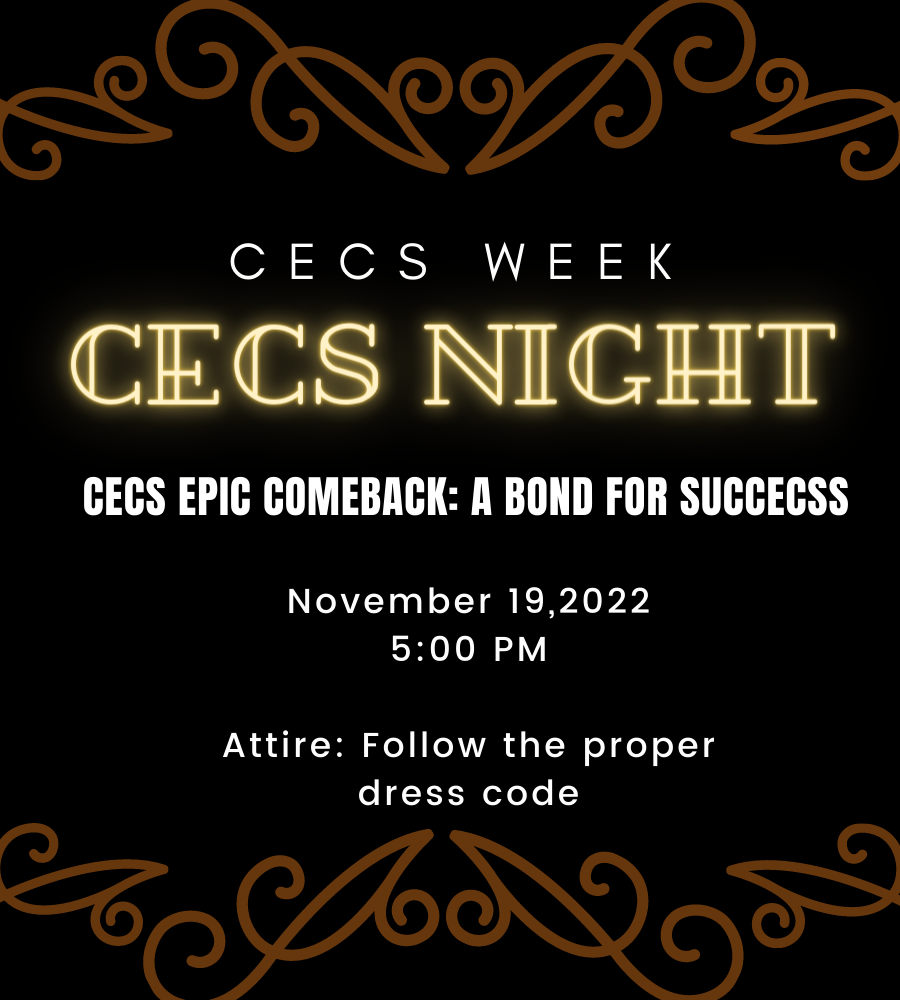 CECS WEEK
CECS NIGHT
CECS EPIC COMEBACK: A BOND FOR SUCCECSS
November 19,2022
5:00 PM
Attire: Follow the proper
dress code